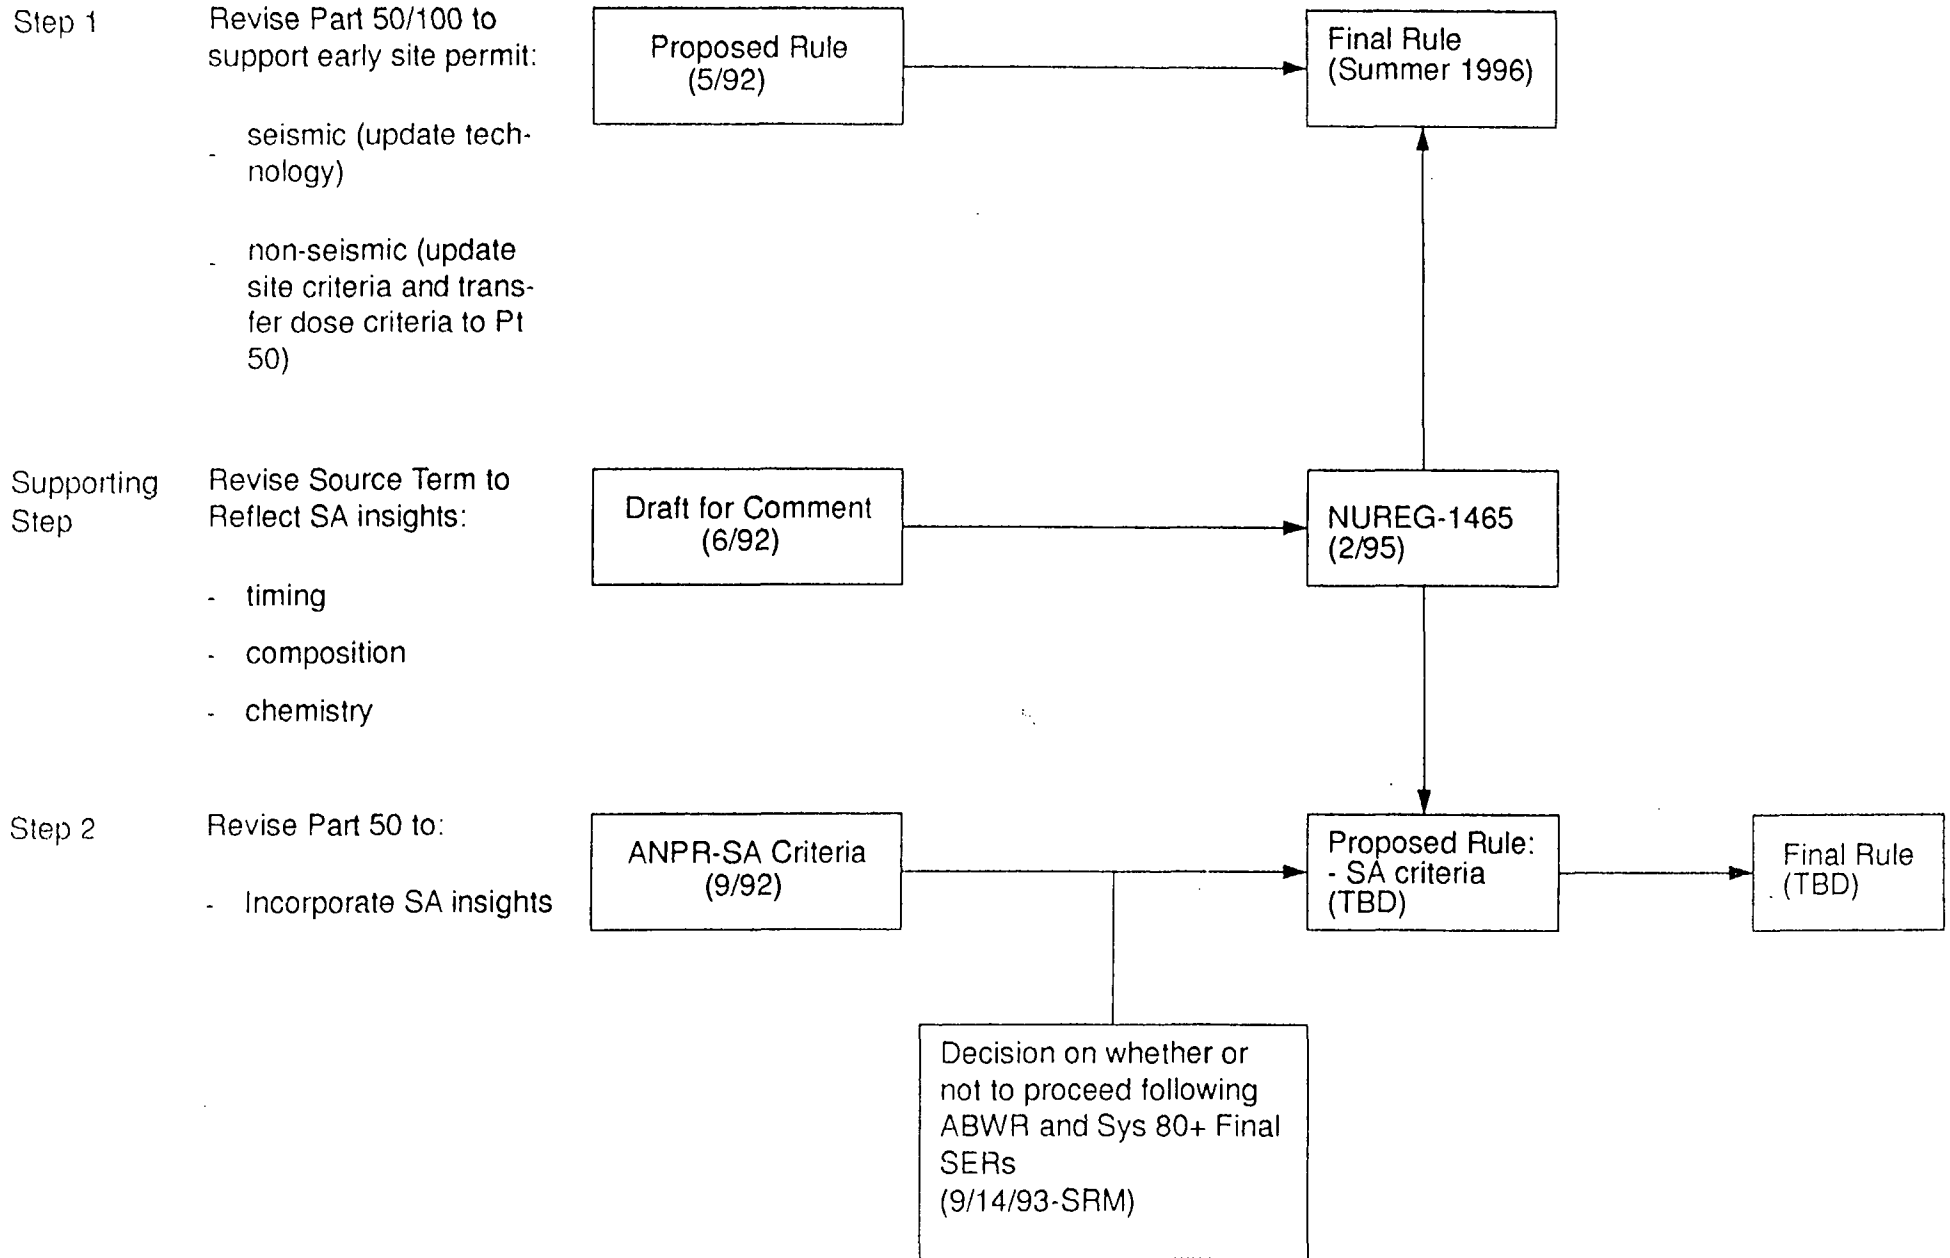 Step 1
Revise Part 50/100 to
support early site permit:
- seismic (update tech-
nology)
- non-seismic (update
site criteria and trans-
fer dose criteria to Pt
50)
Proposed Rule
(5/92)
Final Rule
(Summer 1996)
Supporting
Step
Revise Source Term to
Reflect SA insights:
- timing
- composition
- chemistry
Draft for Comment
(6/92)
NUREG-1465
(2/95)
Step 2
Revise Part 50 to:
- Incorporate SA insights
ANPR-SA Criteria
(9/92)
Proposed Rule:
- SA criteria
(TBD)
Final Rule
(TBD)
Decision on whether or
not to proceed following
ABWR and Sys 80+ Final
SERs
(9/14/93-SRM)